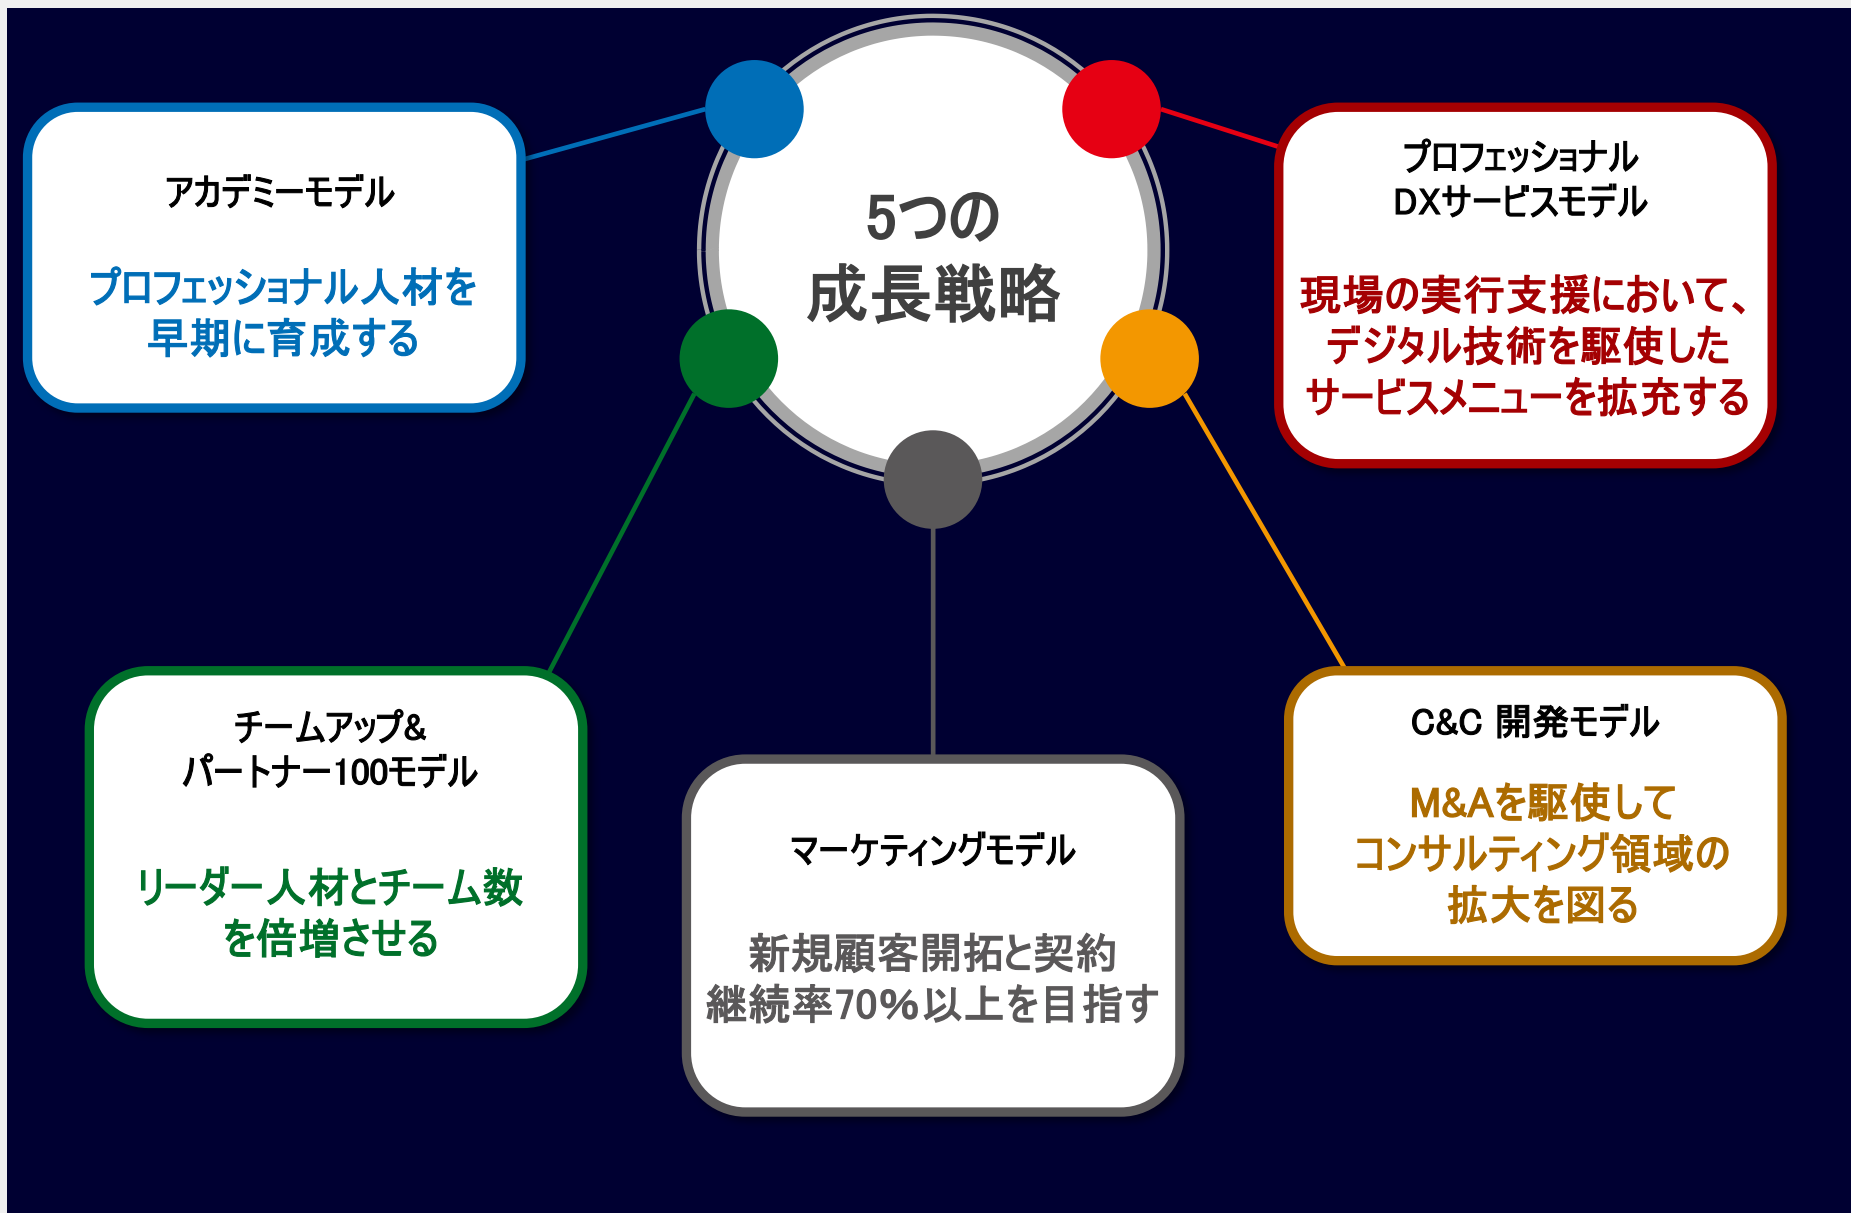 5つの
成長戦略
アカデミーモデル
プロフェッショナル人材を
早期に育成する
プロフェッショナル
DXサービスモデル
現場の実行支援において、
デジタル技術を駆使した
サービスメニューを拡充する
チームアップ&
パートナー100モデル
リーダー人材とチーム数
を倍増させる
マーケティングモデル
新規顧客開拓と契約
継続率70%以上を目指す
C&C 開発モデル
M&Aを駆使して
コンサルティング領域の
拡大を図る